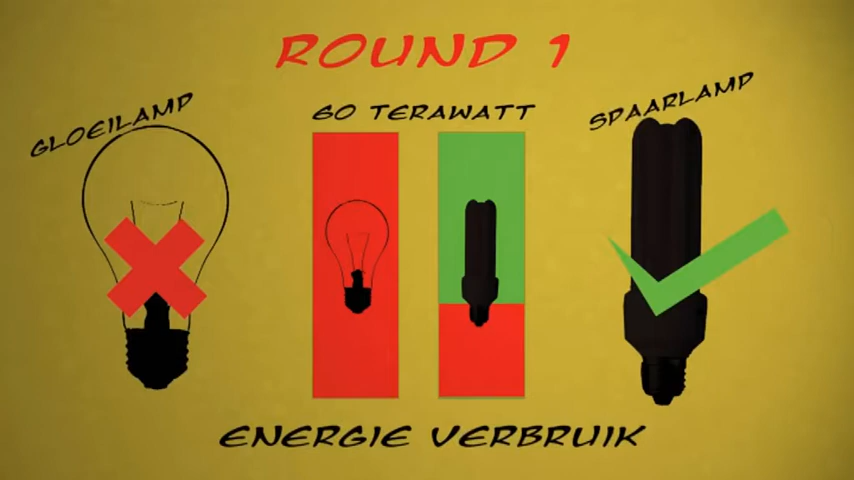 ROUND 1
GLOEILAMP
60 TERAWATT
SPAARLAMP
ENERGIE VERBRUIK